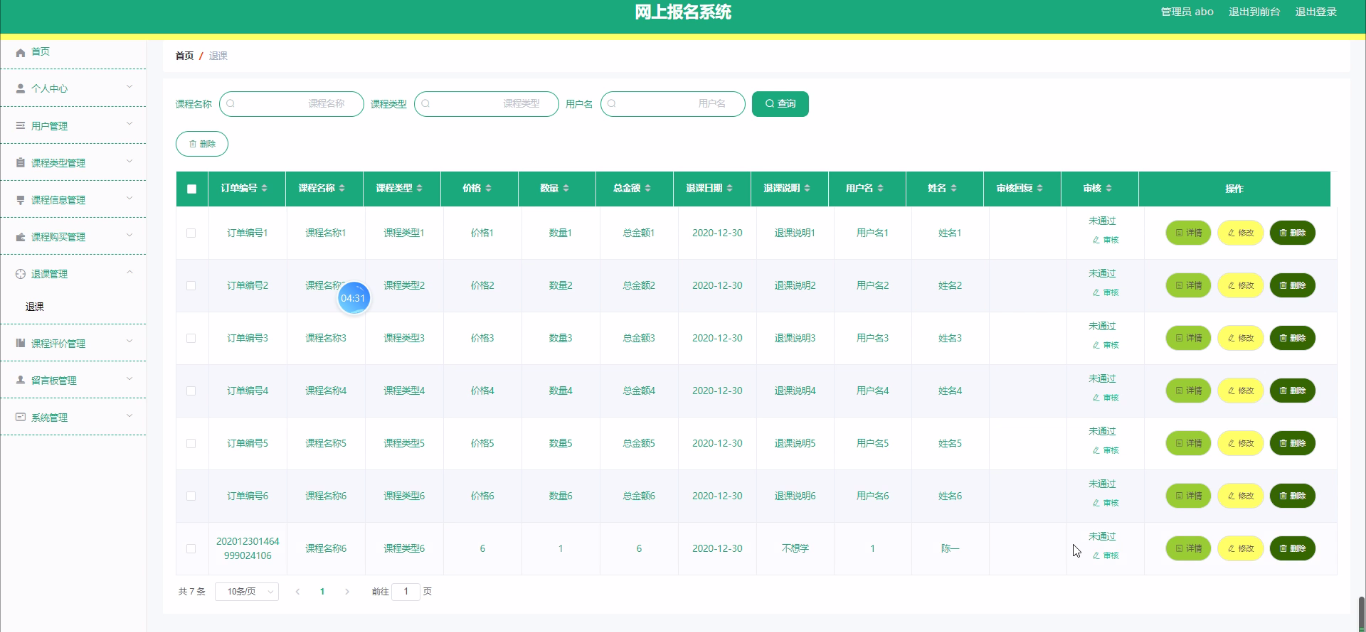 网上报名系统
管理员 abo 退出到前台 退出登录
首页
个人中心
用户管理
课程类型管理
课程信息管理
课程购买管理
退课管理
退课
课程评价管理
留言板管理
系统管理
首页 / 退课
课程名称 课程名称 课程类型 课程类型 用户名 用户名 查询
删除
订单编号 课程名称 课程类型 价格 数量 总金额 退课日期 退课说明 用户名 姓名 审核回复 审核 操作
订单编号1 课程名称1 课程类型1 价格1 数量1 总金额1 2020-12-30 退课说明1 用户名1 姓名1 未通过 审核 详情 修改 删除
订单编号2 课程名 04:31 课程类型2 价格2 数量2 总金额2 2020-12-30 退课说明2 用户名2 姓名2 未通过 审核 详情 修改 删除
订单编号3 课程名称3 课程类型3 价格3 数量3 总金额3 2020-12-30 退课说明3 用户名3 姓名3 未通过 审核 详情 修改 删除
订单编号4 课程名称4 课程类型4 价格4 数量4 总金额4 2020-12-30 退课说明4 用户名4 姓名4 未通过 审核 详情 修改 删除
订单编号5 课程名称5 课程类型5 价格5 数量5 总金额5 2020-12-30 退课说明5 用户名5 姓名5 未通过 审核 详情 修改 删除
订单编号6 课程名称6 课程类型6 价格6 数量6 总金额6 2020-12-30 退课说明6 用户名6 姓名6 未通过 审核 详情 修改 删除
202012301464
999024106 课程名称6 课程类型6 6 1 6 2020-12-30 不想学 1 陈一 未通过 审核 详情 修改 删除
共 7 条 10条/页 1 前往 1 页